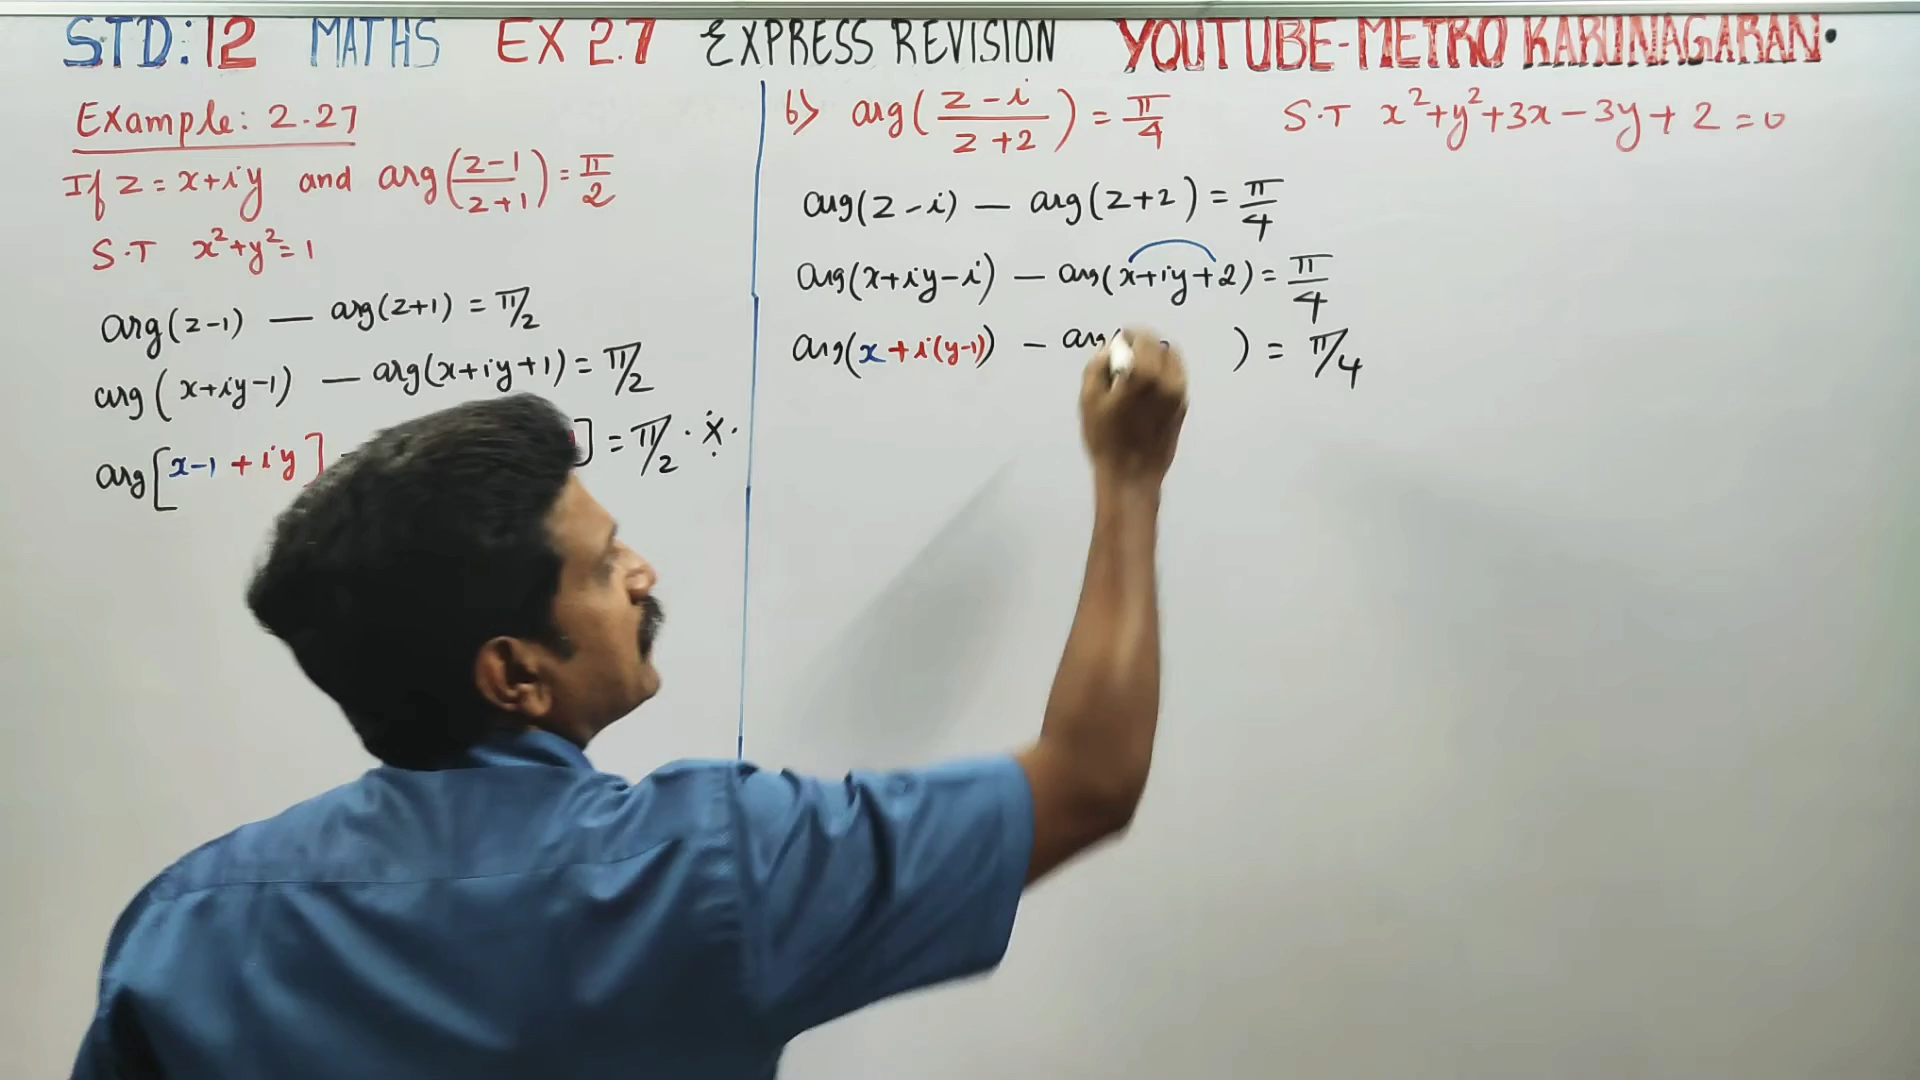 STD: 12 MATHS EX 2.7 EXPRESS REVISION YOUTUBE-METRO KARUNAGARAN.
Example: 2.27
If z = x+iy and arg((z-1)/(z+1)) = π/2
S.T x²+y² = 1
arg(z-1) — arg(z+1) = π/2
arg(x+iy-1) — arg(x+iy+1) = π/2
arg[x-1 + iy] ] = π/2 . x .
6) arg((z-i)/(z+2)) = π/4 S.T x²+y²+3x-3y+2=0
arg(z-i) — arg(z+2) = π/4
arg(x+iy-i) — arg(x+iy+2) = π/4
arg(x+i(y-1)) - arg( ) = π/4